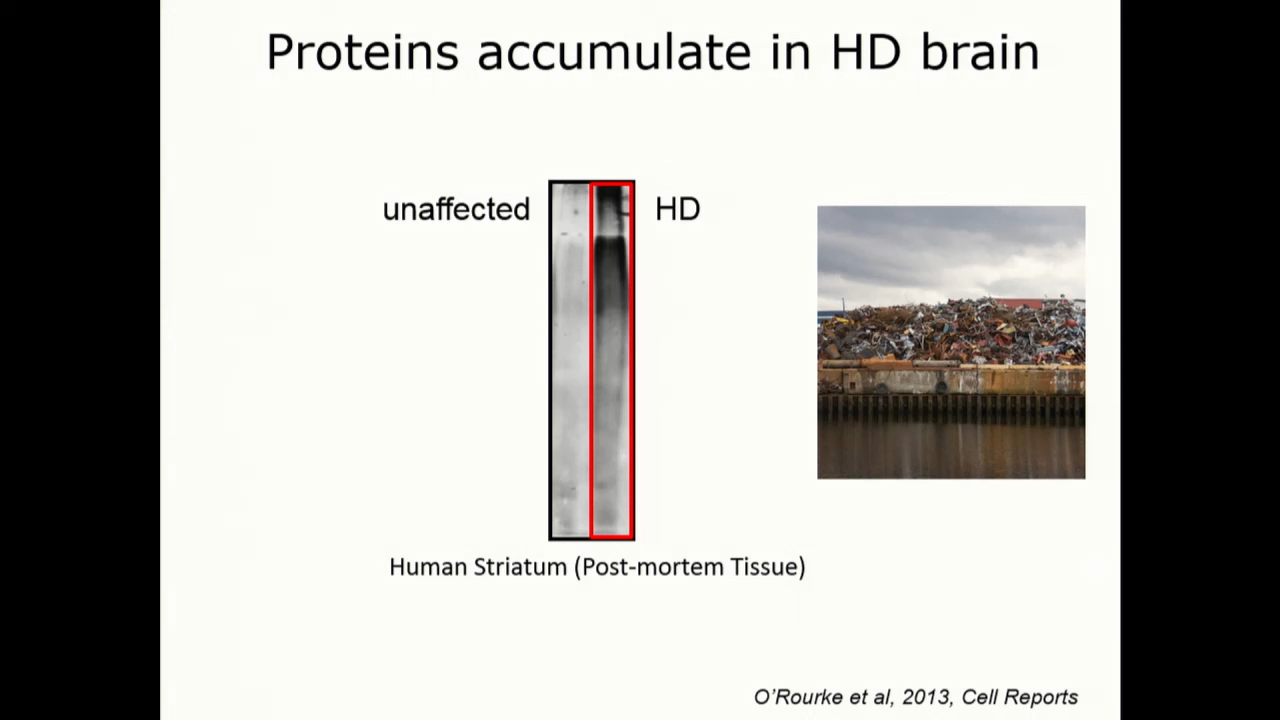 Proteins accumulate in HD brain
unaffected
HD
Human Striatum (Post-mortem Tissue)
O'Rourke et al, 2013, Cell Reports